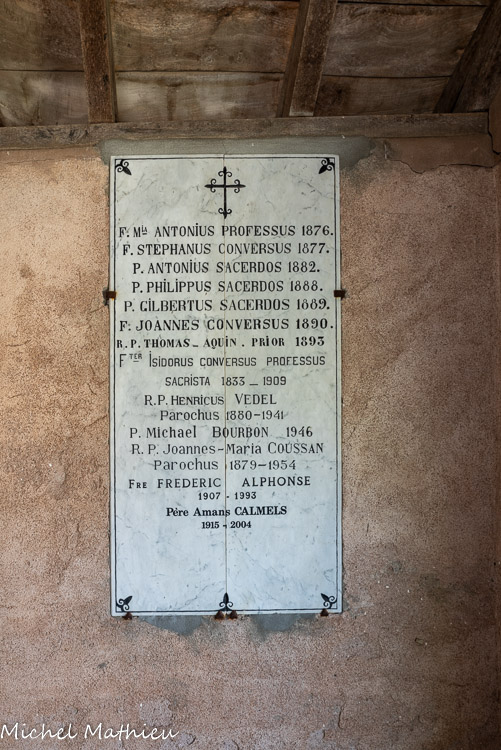 F. Mᴵᵃ ANTONIUS PROFESSUS 1876.
F. STEPHANUS CONVERSUS 1877.
P. ANTONIUS SACERDOS 1882.
P. PHILIPPUS SACERDOS 1888.
P. GILBERTUS SACERDOS 1889.
F. JOANNES CONVERSUS 1890.
R.P. THOMAS - AQUIN. PRIOR 1893
Fᵀᴱᴿ ISIDORUS CONVERSUS PROFESSUS
SACRISTA 1833 - 1909
R.P. HENRICUS VEDEL
PAROCHUS 1880-1941
P. MICHAEL BOURBON 1946
R.P. JOANNES-MARIA COUSSAN
PAROCHUS 1879-1954
FRE FREDERIC ALPHONSE
1907 - 1993
Père Amans CALMELS
1915 - 2004
Michel Mathieu